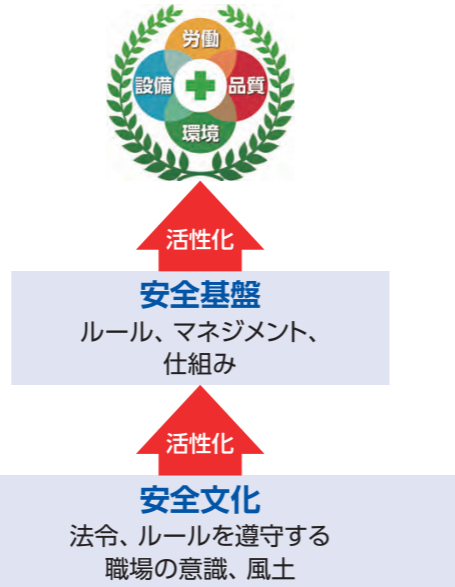 労働
設備
品質
環境
活性化
安全基盤
ルール、マネジメント、
仕組み
活性化
安全文化
法令、ルールを遵守する
職場の意識、風土